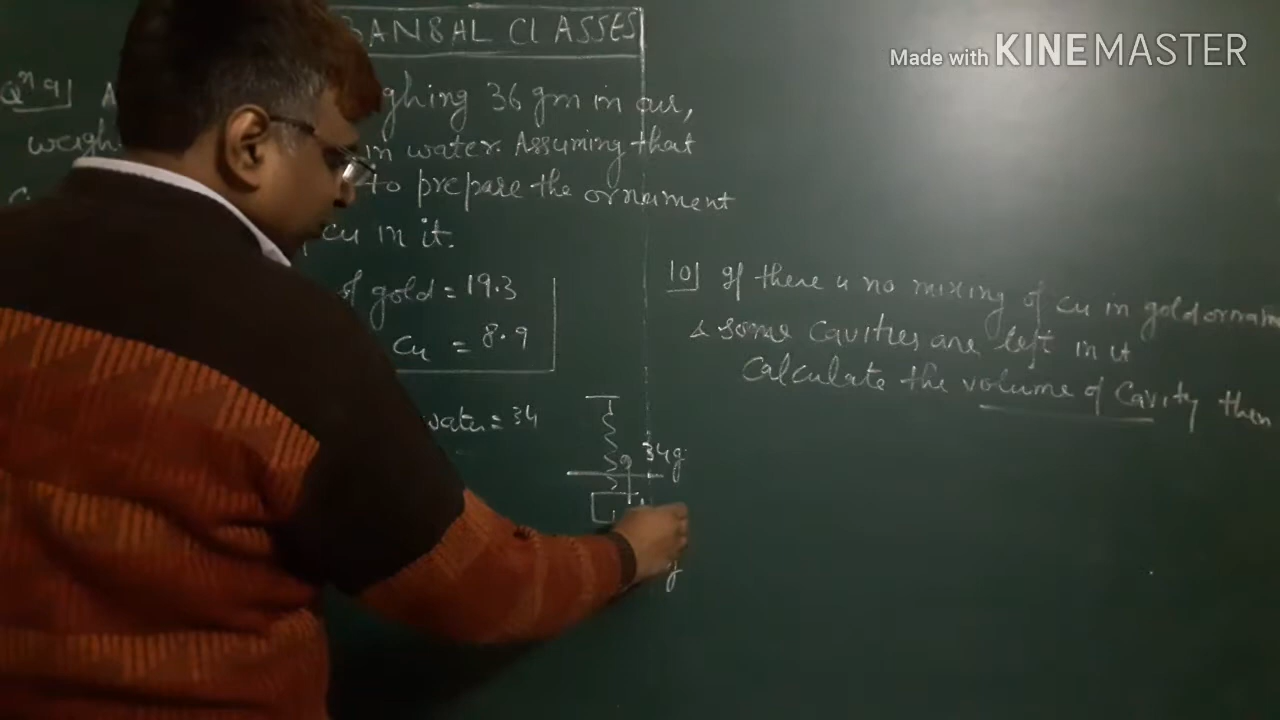 BANSAL CLASSES
Made with KINEMASTER
Qⁿ 9] A ghing 36 gm in air,
weigh in water. Assuming that
to prepare the ornament
cu in it.
of gold = 19.3
Cu = 8.9
water = 34
34g
g
10] If there is no mixing of cu in gold
& some cavities are left in it
Calculate the volume of cavity then